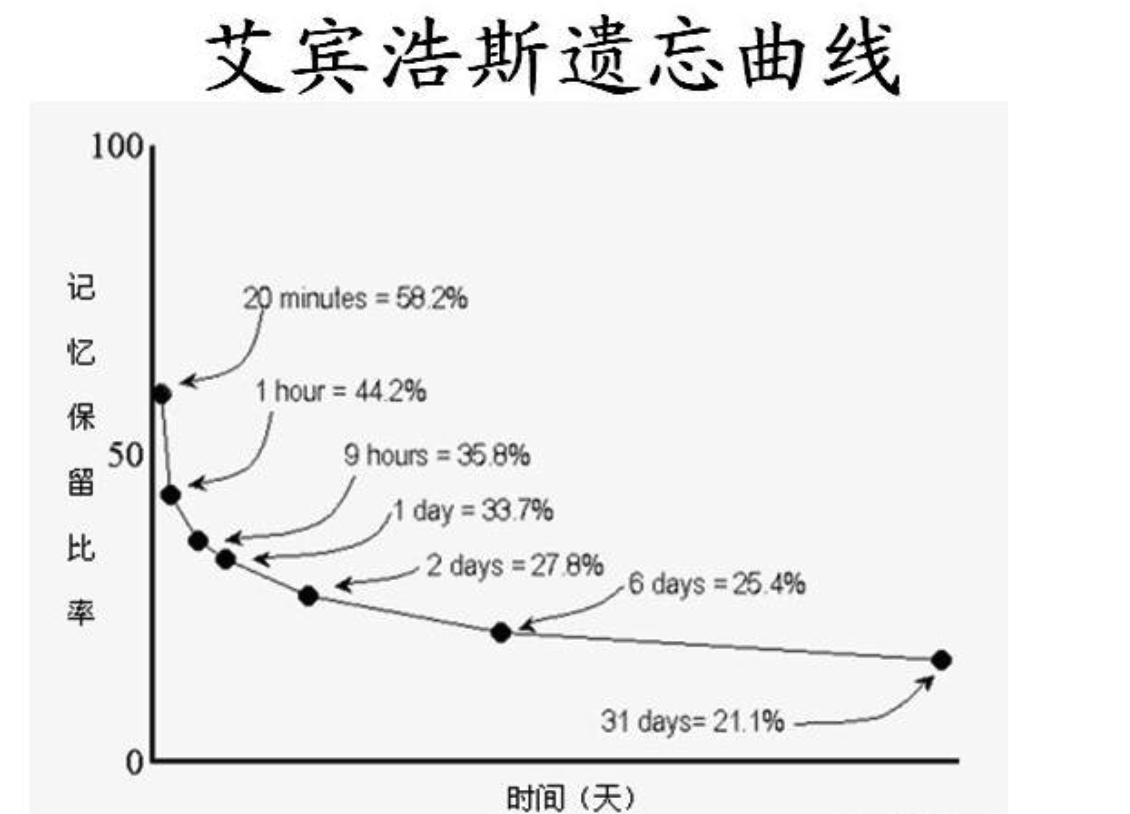 艾宾浩斯遗忘曲线
100
记忆保留比率
20 minutes = 58.2%
1 hour = 44.2%
50
9 hours = 35.8%
1 day = 33.7%
2 days = 27.8%
6 days = 25.4%
31 days= 21.1%
0
时间（天）